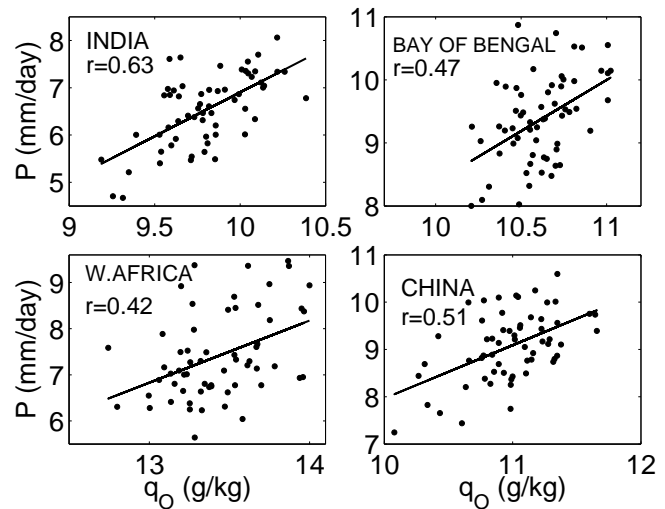 INDIA
r=0.63
P (mm/day)
8
7
6
5
9 9.5 10 10.5
BAY OF BENGAL
r=0.47
11
10
9
8
10 10.5 11
W.AFRICA
r=0.42
P (mm/day)
9
8
7
6
13 14
q_O (g/kg)
CHINA
r=0.51
11
10
9
8
7
10 11 12
q_O (g/kg)